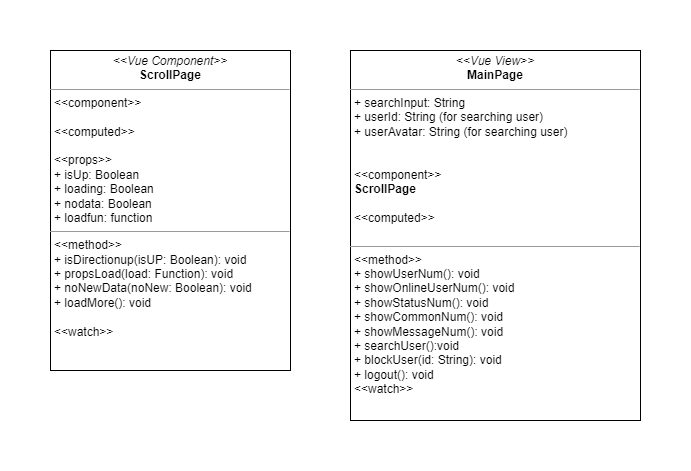 <<Vue Component>>
ScrollPage
<<component>>
<<computed>>
<<props>>
+ isUp: Boolean
+ loading: Boolean
+ nodata: Boolean
+ loadfun: function
<<method>>
+ isDirectionup(isUP: Boolean): void
+ propsLoad(load: Function): void
+ noNewData(noNew: Boolean): void
+ loadMore(): void
<<watch>>
<<Vue View>>
MainPage
+ searchInput: String
+ userId: String (for searching user)
+ userAvatar: String (for searching user)
<<component>>
ScrollPage
<<computed>>
<<method>>
+ showUserNum(): void
+ showOnlineUserNum(): void
+ showStatusNum(): void
+ showCommonNum(): void
+ showMessageNum(): void
+ searchUser():void
+ blockUser(id: String): void
+ logout(): void
<<watch>>